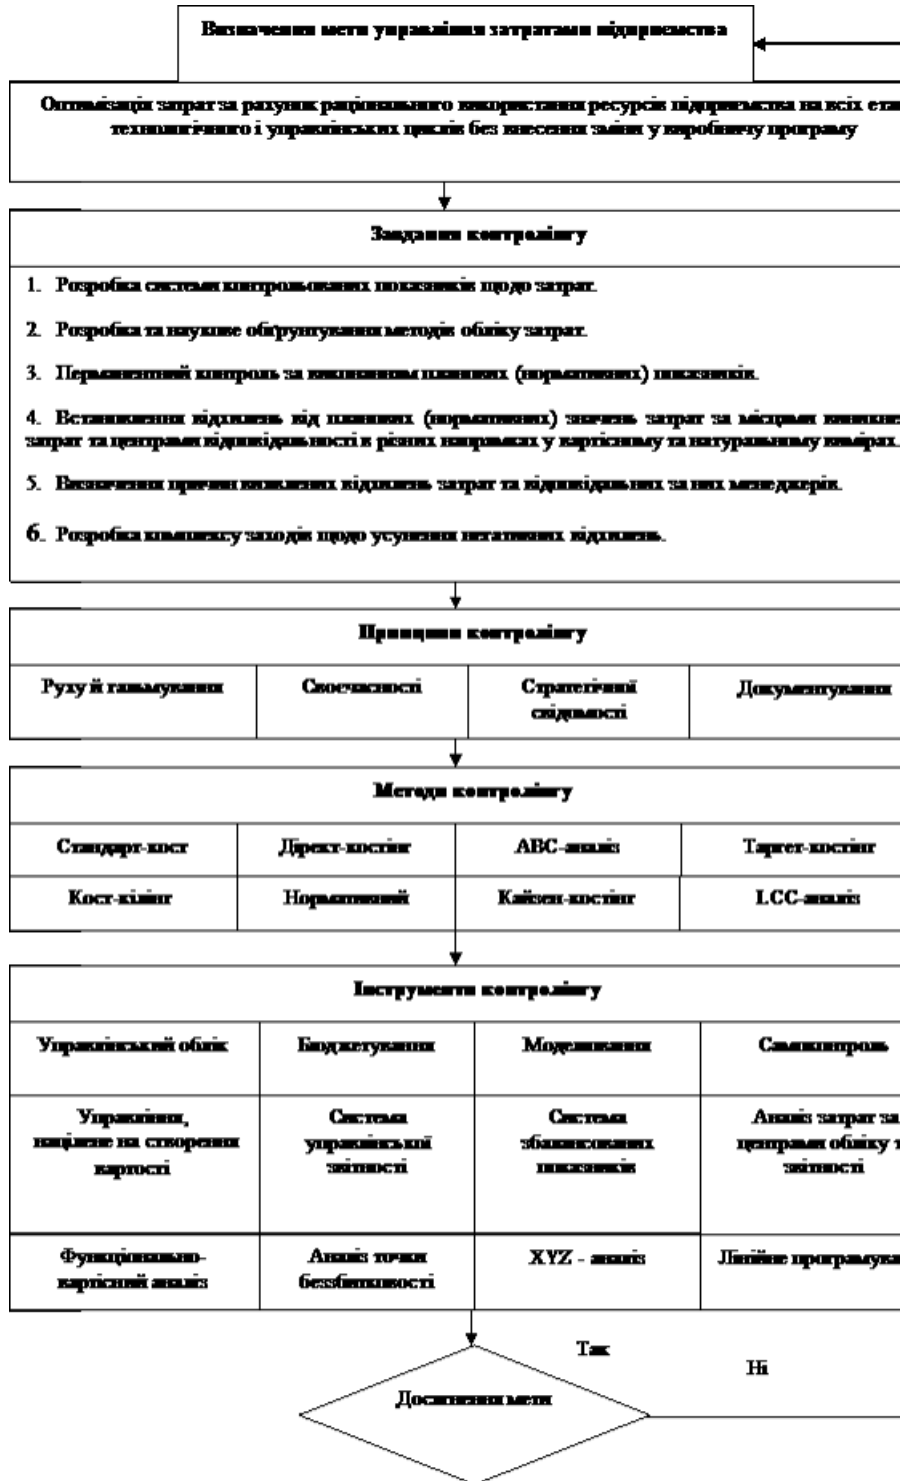 Визначення мети управління затратами підприємства
Оптимізація затрат за рахунок раціонального використання ресурсів підприємства на всіх ета
технологічного і управлінських циклів без внесення зміни у виробничу програму
Завдання контролінгу
1. Розробка системи контрольованих показників щодо затрат.
2. Розробка та наукове обґрунтування методів обліку затрат.
3. Перманентний контроль за виконанням планових (нормативних) показників.
4. Встановлення відхилень від планових (нормативних) значень затрат за місцями виникне
затрат та центрами відповідальності в різних напрямках у вартісному та натуральному вимірах.
5. Визначення причин виявлених відхилень затрат та відповідальних за них менеджерів.
6. Розробка комплексу заходів щодо усунення негативних відхилень.
Принципи контролінгу
Руху й гальмування
Своєчасності
Стратегічної
свідомості
Документування
Методи контролінгу
Стандарт-кост
Дірект-костінг
АВС-аналіз
Таргет-костінг
Кост-кілінг
Нормативний
Кайзен-костінг
LCC-аналіз
Інструменти контролінгу
Управлінський облік
Бюджетування
Моделювання
Самоконтроль
Управління,
націлене на створення
вартості
Система
управлінської
звітності
Система
збалансованих
показників
Аналіз затрат за
центрами обліку т
звітності
Функціонально-
вартісний аналіз
Аналіз точки
беззбитковості
XYZ - аналіз
Лінійне програмува
Так
Ні
Досягнення мети